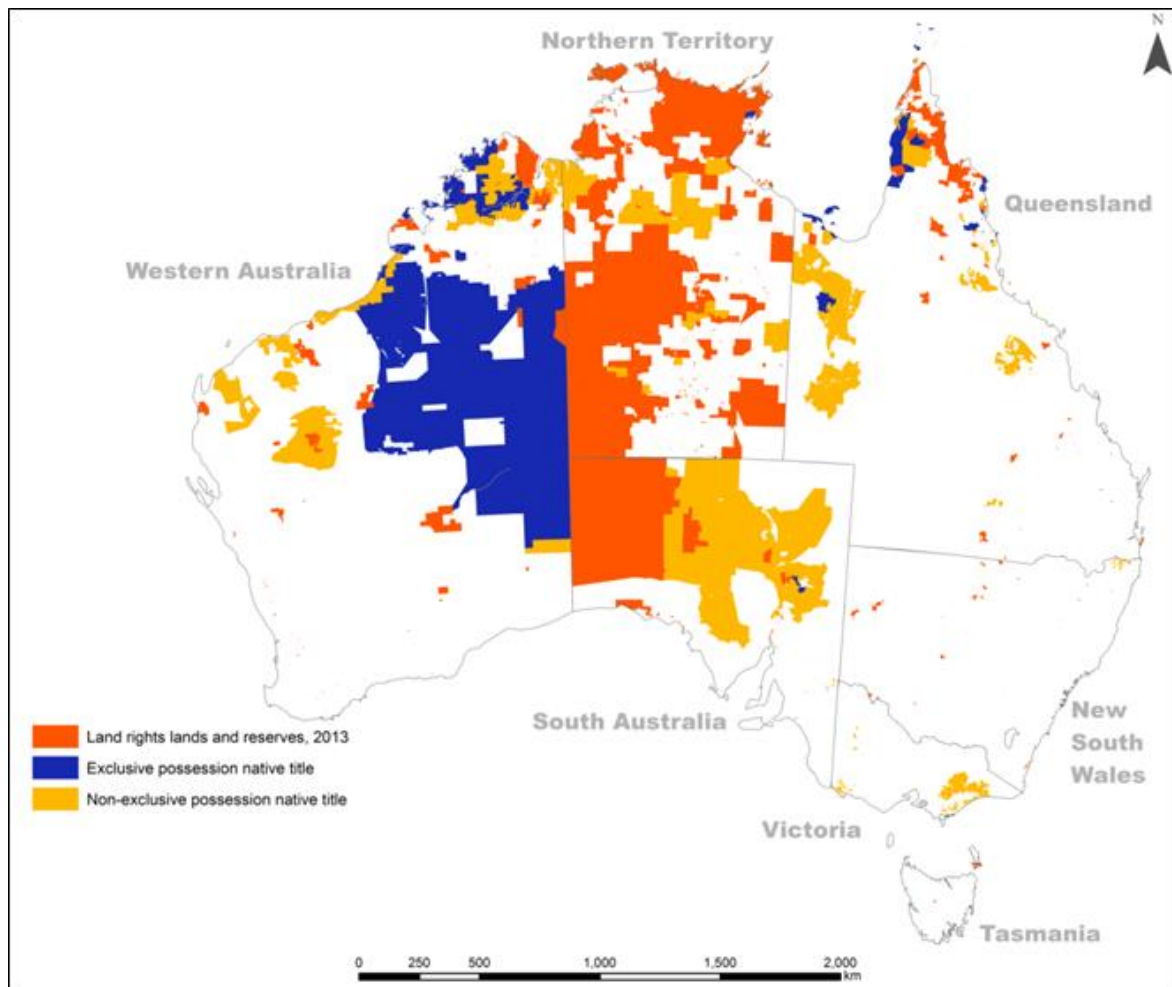 Northern Territory
N
Queensland
Western Australia
South Australia
New
South
Wales
Land rights lands and reserves, 2013
Exclusive possession native title
Non-exclusive possession native title
Victoria
Tasmania
0 250 500 1,000 1,500 2,000
km